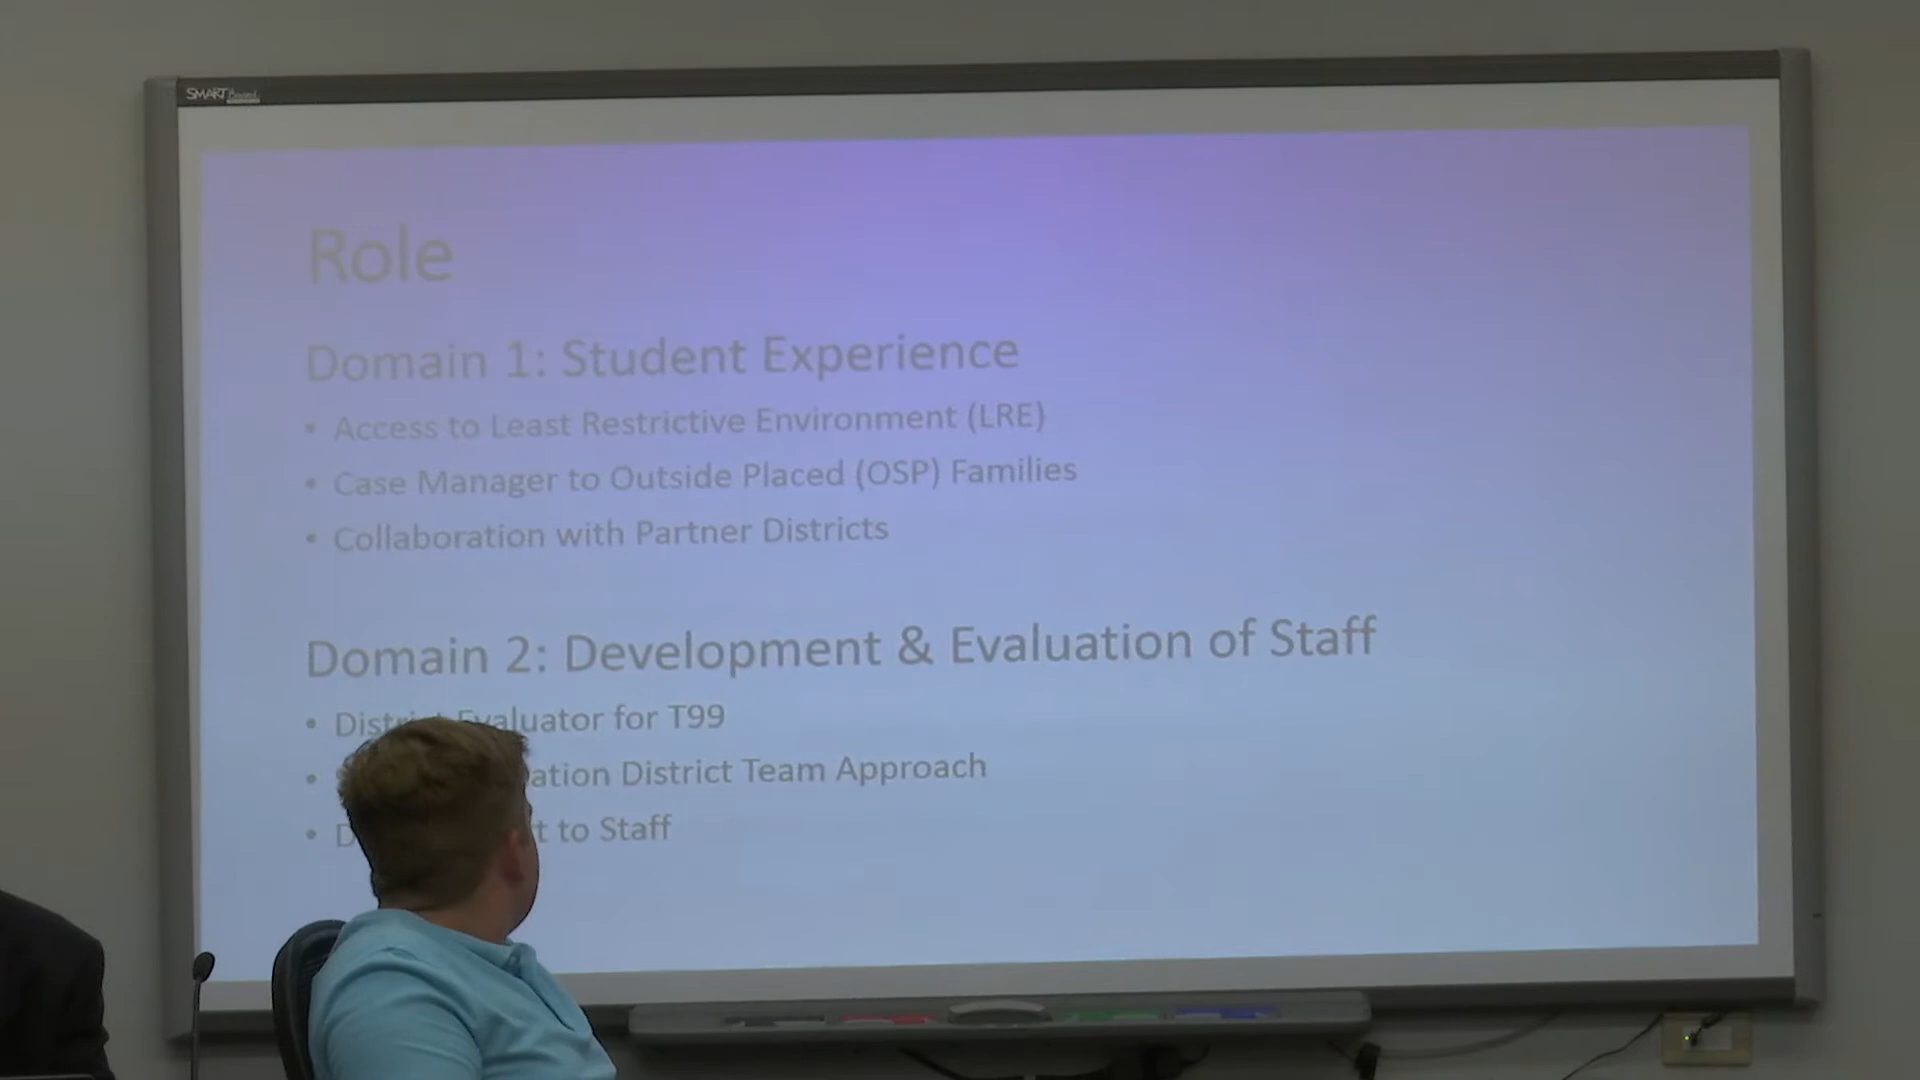 SMART Board
Role
Domain 1: Student Experience
• Access to Least Restrictive Environment (LRE)
• Case Manager to Outside Placed (OSP) Families
• Collaboration with Partner Districts
Domain 2: Development & Evaluation of Staff
• District Evaluator for T99
• District Team Approach
• to Staff